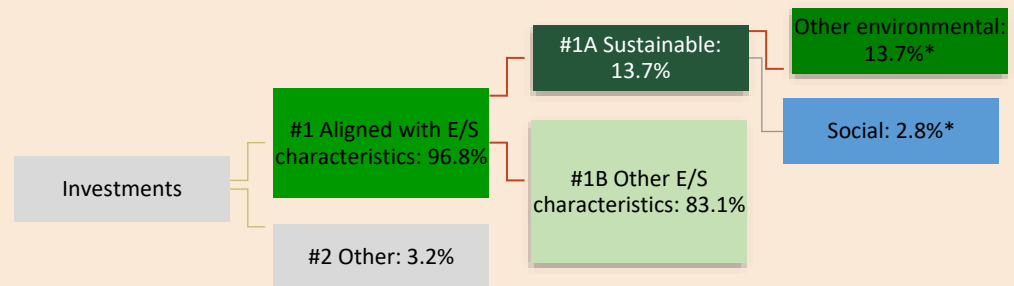 Investments
#1 Aligned with E/S
characteristics: 96.8%
#2 Other: 3.2%
#1A Sustainable:
13.7%
#1B Other E/S
characteristics: 83.1%
Other environmental:
13.7%*
Social: 2.8%*